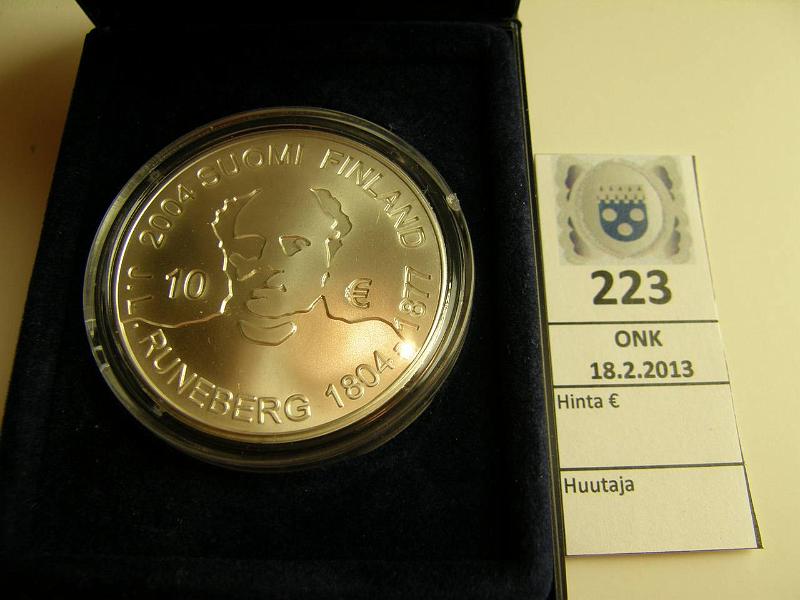 2004 SUOMI FINLAND
10 €
J.L. RUNEBERG 1804-1877
223
ONK
18.2.2013
Hinta €
Huutaja